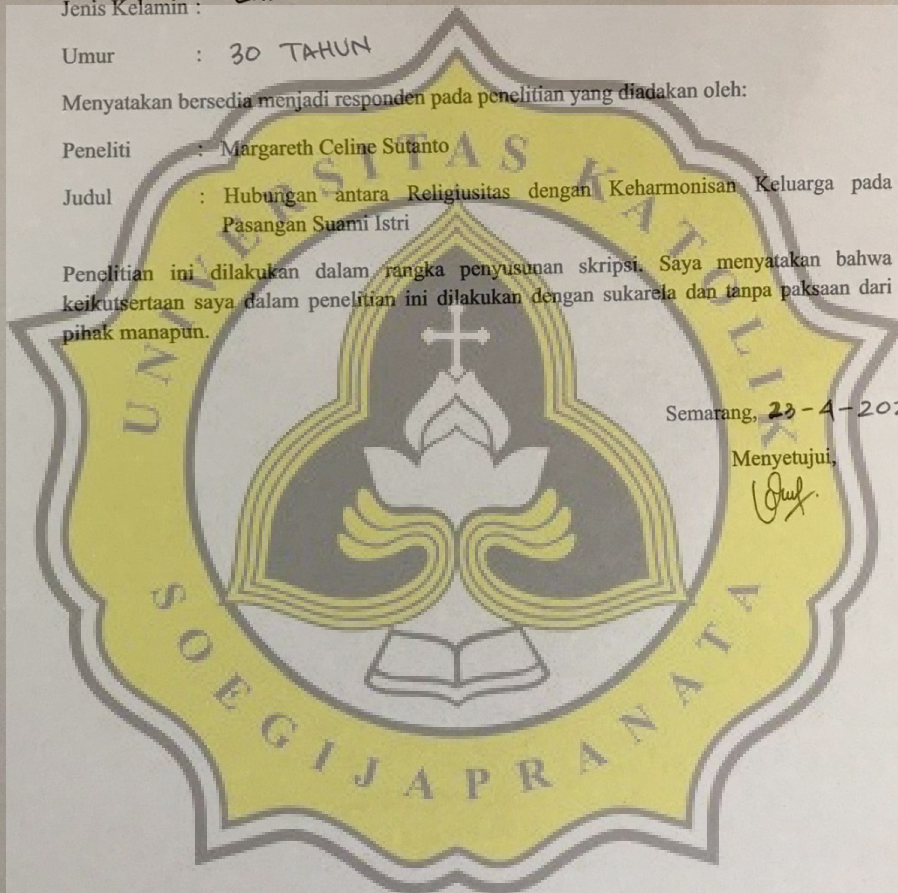 Jenis Kelamin :
Umur : 30 TAHUN
Menyatakan bersedia menjadi responden pada penelitian yang diadakan oleh:
Peneliti : Margareth Celine Sutanto
Judul : Hubungan antara Religiusitas dengan Keharmonisan Keluarga pada
Pasangan Suami Istri
Penelitian ini dilakukan dalam rangka penyusunan skripsi. Saya menyatakan bahwa
keikutsertaan saya dalam penelitian ini dilakukan dengan sukarela dan tanpa paksaan dari
pihak manapun.
Semarang, 23-4-202
Menyetujui,
UNIVERSITAS KATOLIK
SOEGIJAPRANATA